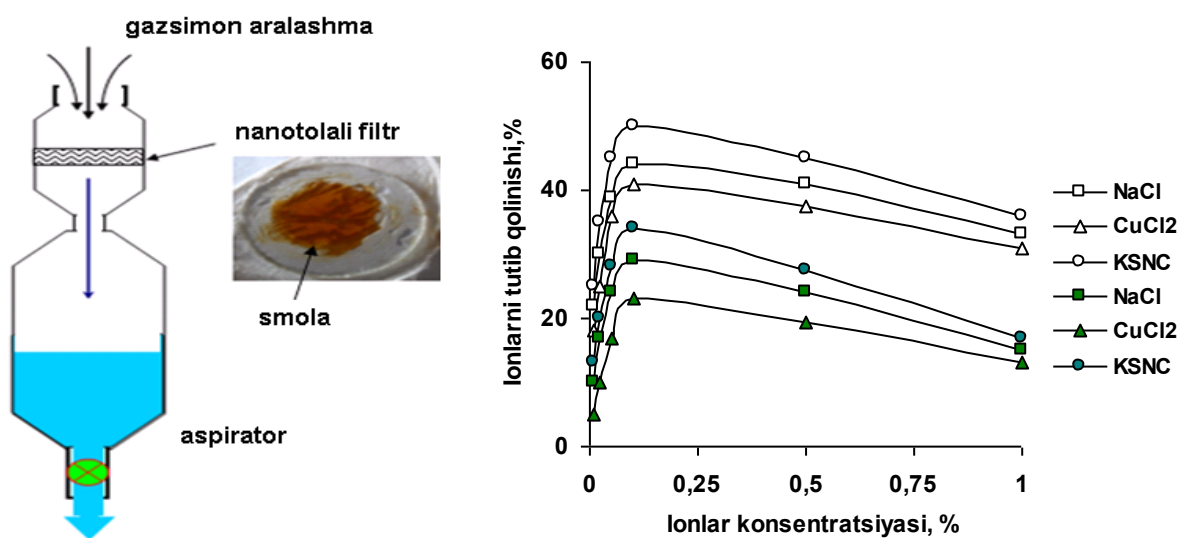 gazsimon aralashma
nanotolali filtr
smola
aspirator
Ionlarni tutib qolinishi,%
60
40
20
0
0 0,25 0,5 0,75 1
Ionlar konsentratsiyasi, %
NaCl
CuCl2
KSNC
NaCl
CuCl2
KSNC